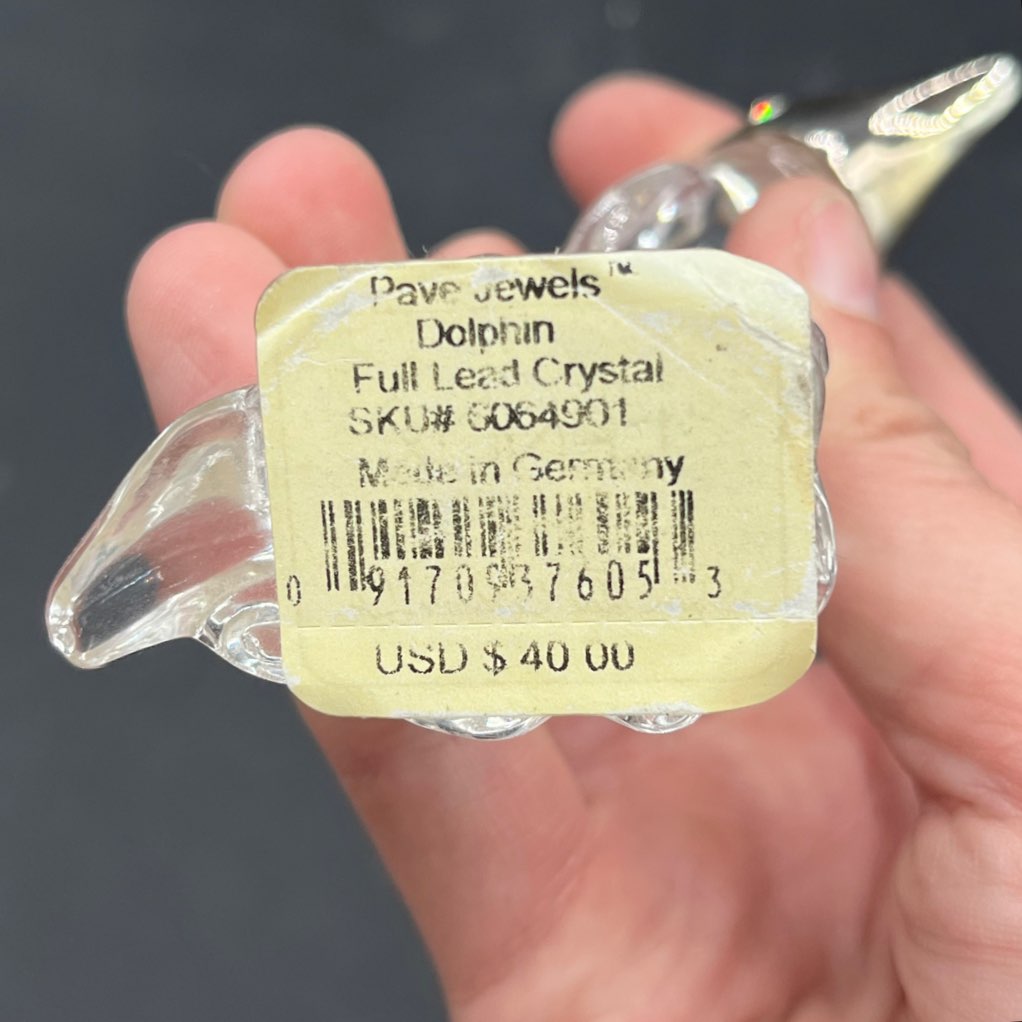 Pave Jewels™
Dolphin
Full Lead Crystal
SKU# 6064901
Made in Germany
0 91709 37605 3
USD $ 40 00